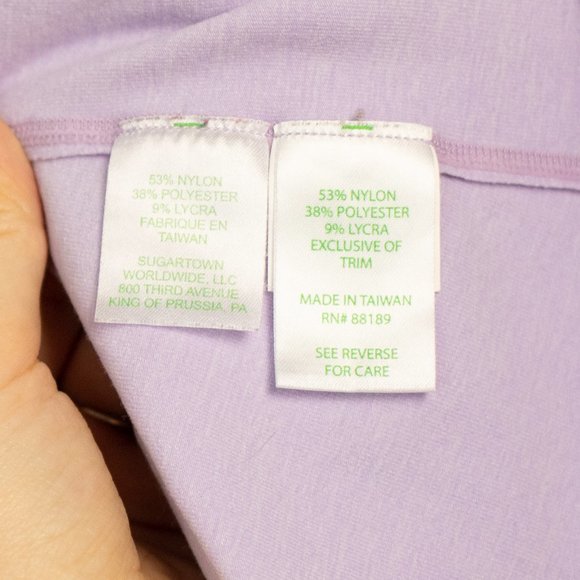 53% NYLON
38% POLYESTER
9% LYCRA
FABRIQUE EN
TAIWAN
SUGARTOWN
WORLDWIDE, LLC
800 THIRD AVENUE
KING OF PRUSSIA, PA
53% NYLON
38% POLYESTER
9% LYCRA
EXCLUSIVE OF
TRIM
MADE IN TAIWAN
RN# 88189
SEE REVERSE
FOR CARE